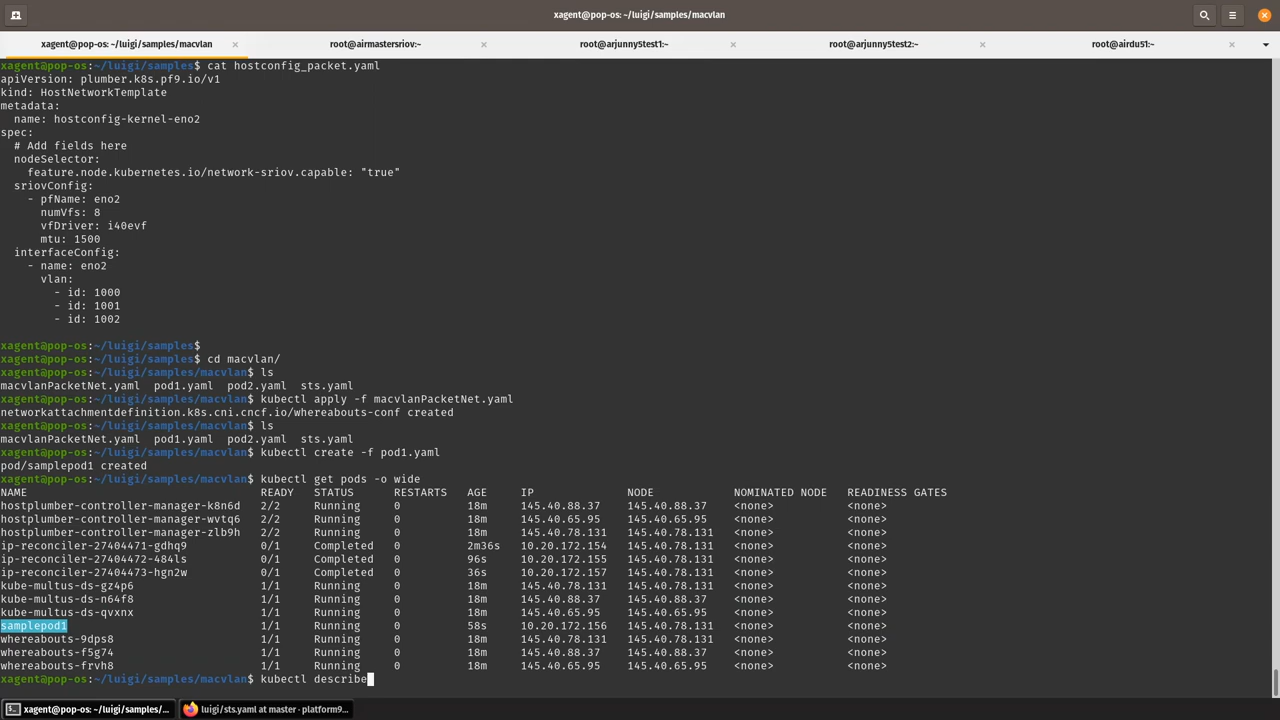 xagent@pop-os: ~/luigi/samples/macvlan
xagent@pop-os: ~/luigi/samples/macvlan × root@airmastersriov:~ × root@arjunny5test1:~ × root@arjunny5test2:~ × root@airdu51:~ ×
xagent@pop-os:~/luigi/samples$ cat hostconfig_packet.yaml
apiVersion: plumber.k8s.pf9.io/v1
kind: HostNetworkTemplate
metadata:
  name: hostconfig-kernel-eno2
spec:
  # Add fields here
  nodeSelector:
    feature.node.kubernetes.io/network-sriov.capable: "true"
  sriovConfig:
    - pfName: eno2
      numVfs: 8
      vfDriver: i40evf
      mtu: 1500
  interfaceConfig:
    - name: eno2
      vlan:
        - id: 1000
        - id: 1001
        - id: 1002
xagent@pop-os:~/luigi/samples$
xagent@pop-os:~/luigi/samples$ cd macvlan/
xagent@pop-os:~/luigi/samples/macvlan$ ls
macvlanPacketNet.yaml  pod1.yaml  pod2.yaml  sts.yaml
xagent@pop-os:~/luigi/samples/macvlan$ kubectl apply -f macvlanPacketNet.yaml
networkattachmentdefinition.k8s.cni.cncf.io/whereabouts-conf created
xagent@pop-os:~/luigi/samples/macvlan$ ls
macvlanPacketNet.yaml  pod1.yaml  pod2.yaml  sts.yaml
xagent@pop-os:~/luigi/samples/macvlan$ kubectl create -f pod1.yaml
pod/samplepod1 created
xagent@pop-os:~/luigi/samples/macvlan$ kubectl get pods -o wide
NAME READY STATUS RESTARTS AGE IP NODE NOMINATED NODE READINESS GATES
hostplumber-controller-manager-k8n6d 2/2 Running 0 18m 145.40.88.37 145.40.88.37 <none> <none>
hostplumber-controller-manager-wvtq6 2/2 Running 0 18m 145.40.65.95 145.40.65.95 <none> <none>
hostplumber-controller-manager-zlb9h 2/2 Running 0 18m 145.40.78.131 145.40.78.131 <none> <none>
ip-reconciler-27404471-gdhq9 0/1 Completed 0 2m36s 10.20.172.154 145.40.78.131 <none> <none>
ip-reconciler-27404472-484ls 0/1 Completed 0 96s 10.20.172.155 145.40.78.131 <none> <none>
ip-reconciler-27404473-hgn2w 0/1 Completed 0 36s 10.20.172.157 145.40.78.131 <none> <none>
kube-multus-ds-gz4p6 1/1 Running 0 18m 145.40.78.131 145.40.78.131 <none> <none>
kube-multus-ds-n64f8 1/1 Running 0 18m 145.40.88.37 145.40.88.37 <none> <none>
kube-multus-ds-qvxnx 1/1 Running 0 18m 145.40.65.95 145.40.65.95 <none> <none>
samplepod1 1/1 Running 0 58s 10.20.172.156 145.40.78.131 <none> <none>
whereabouts-9dps8 1/1 Running 0 18m 145.40.78.131 145.40.78.131 <none> <none>
whereabouts-f5g74 1/1 Running 0 18m 145.40.88.37 145.40.88.37 <none> <none>
whereabouts-frvh8 1/1 Running 0 18m 145.40.65.95 145.40.65.95 <none> <none>
xagent@pop-os:~/luigi/samples/macvlan$ kubectl describe
xagent@pop-os: ~/luigi/samples/... luigi/sts.yaml at master · platform9...